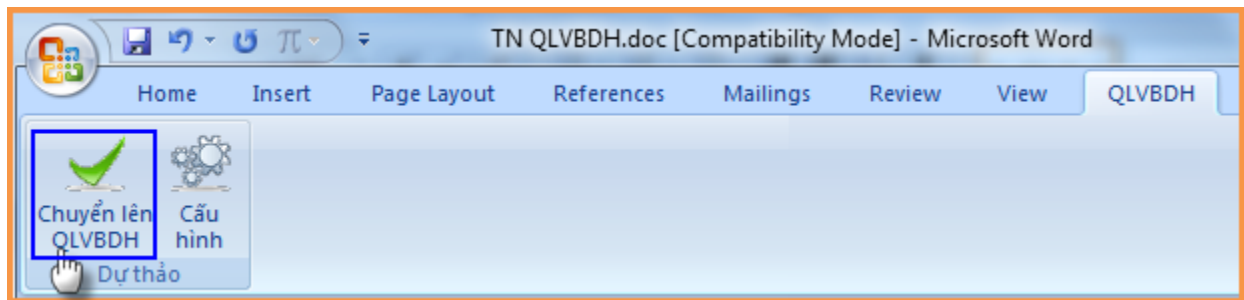 TN QLVBDH.doc [Compatibility Mode] - Microsoft Word
Home Insert Page Layout References Mailings Review View QLVBDH
Chuyển lên
QLVBDH
Cấu
hình
Dự thảo